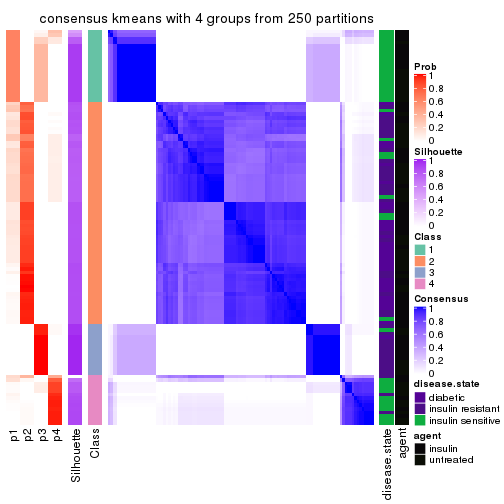 consensus kmeans with 4 groups from 250 partitions
Prob
1
0.8
0.6
0.4
0.2
0
Silhouette
1
0.8
0.6
0.4
0.2
0
Class
1
2
3
4
Consensus
1
0.8
0.6
0.4
0.2
0
disease.state
diabetic
insulin resistant
insulin sensitive
agent
insulin
untreated
p1
p2
p3
p4
Silhouette
Class
disease.state
agent